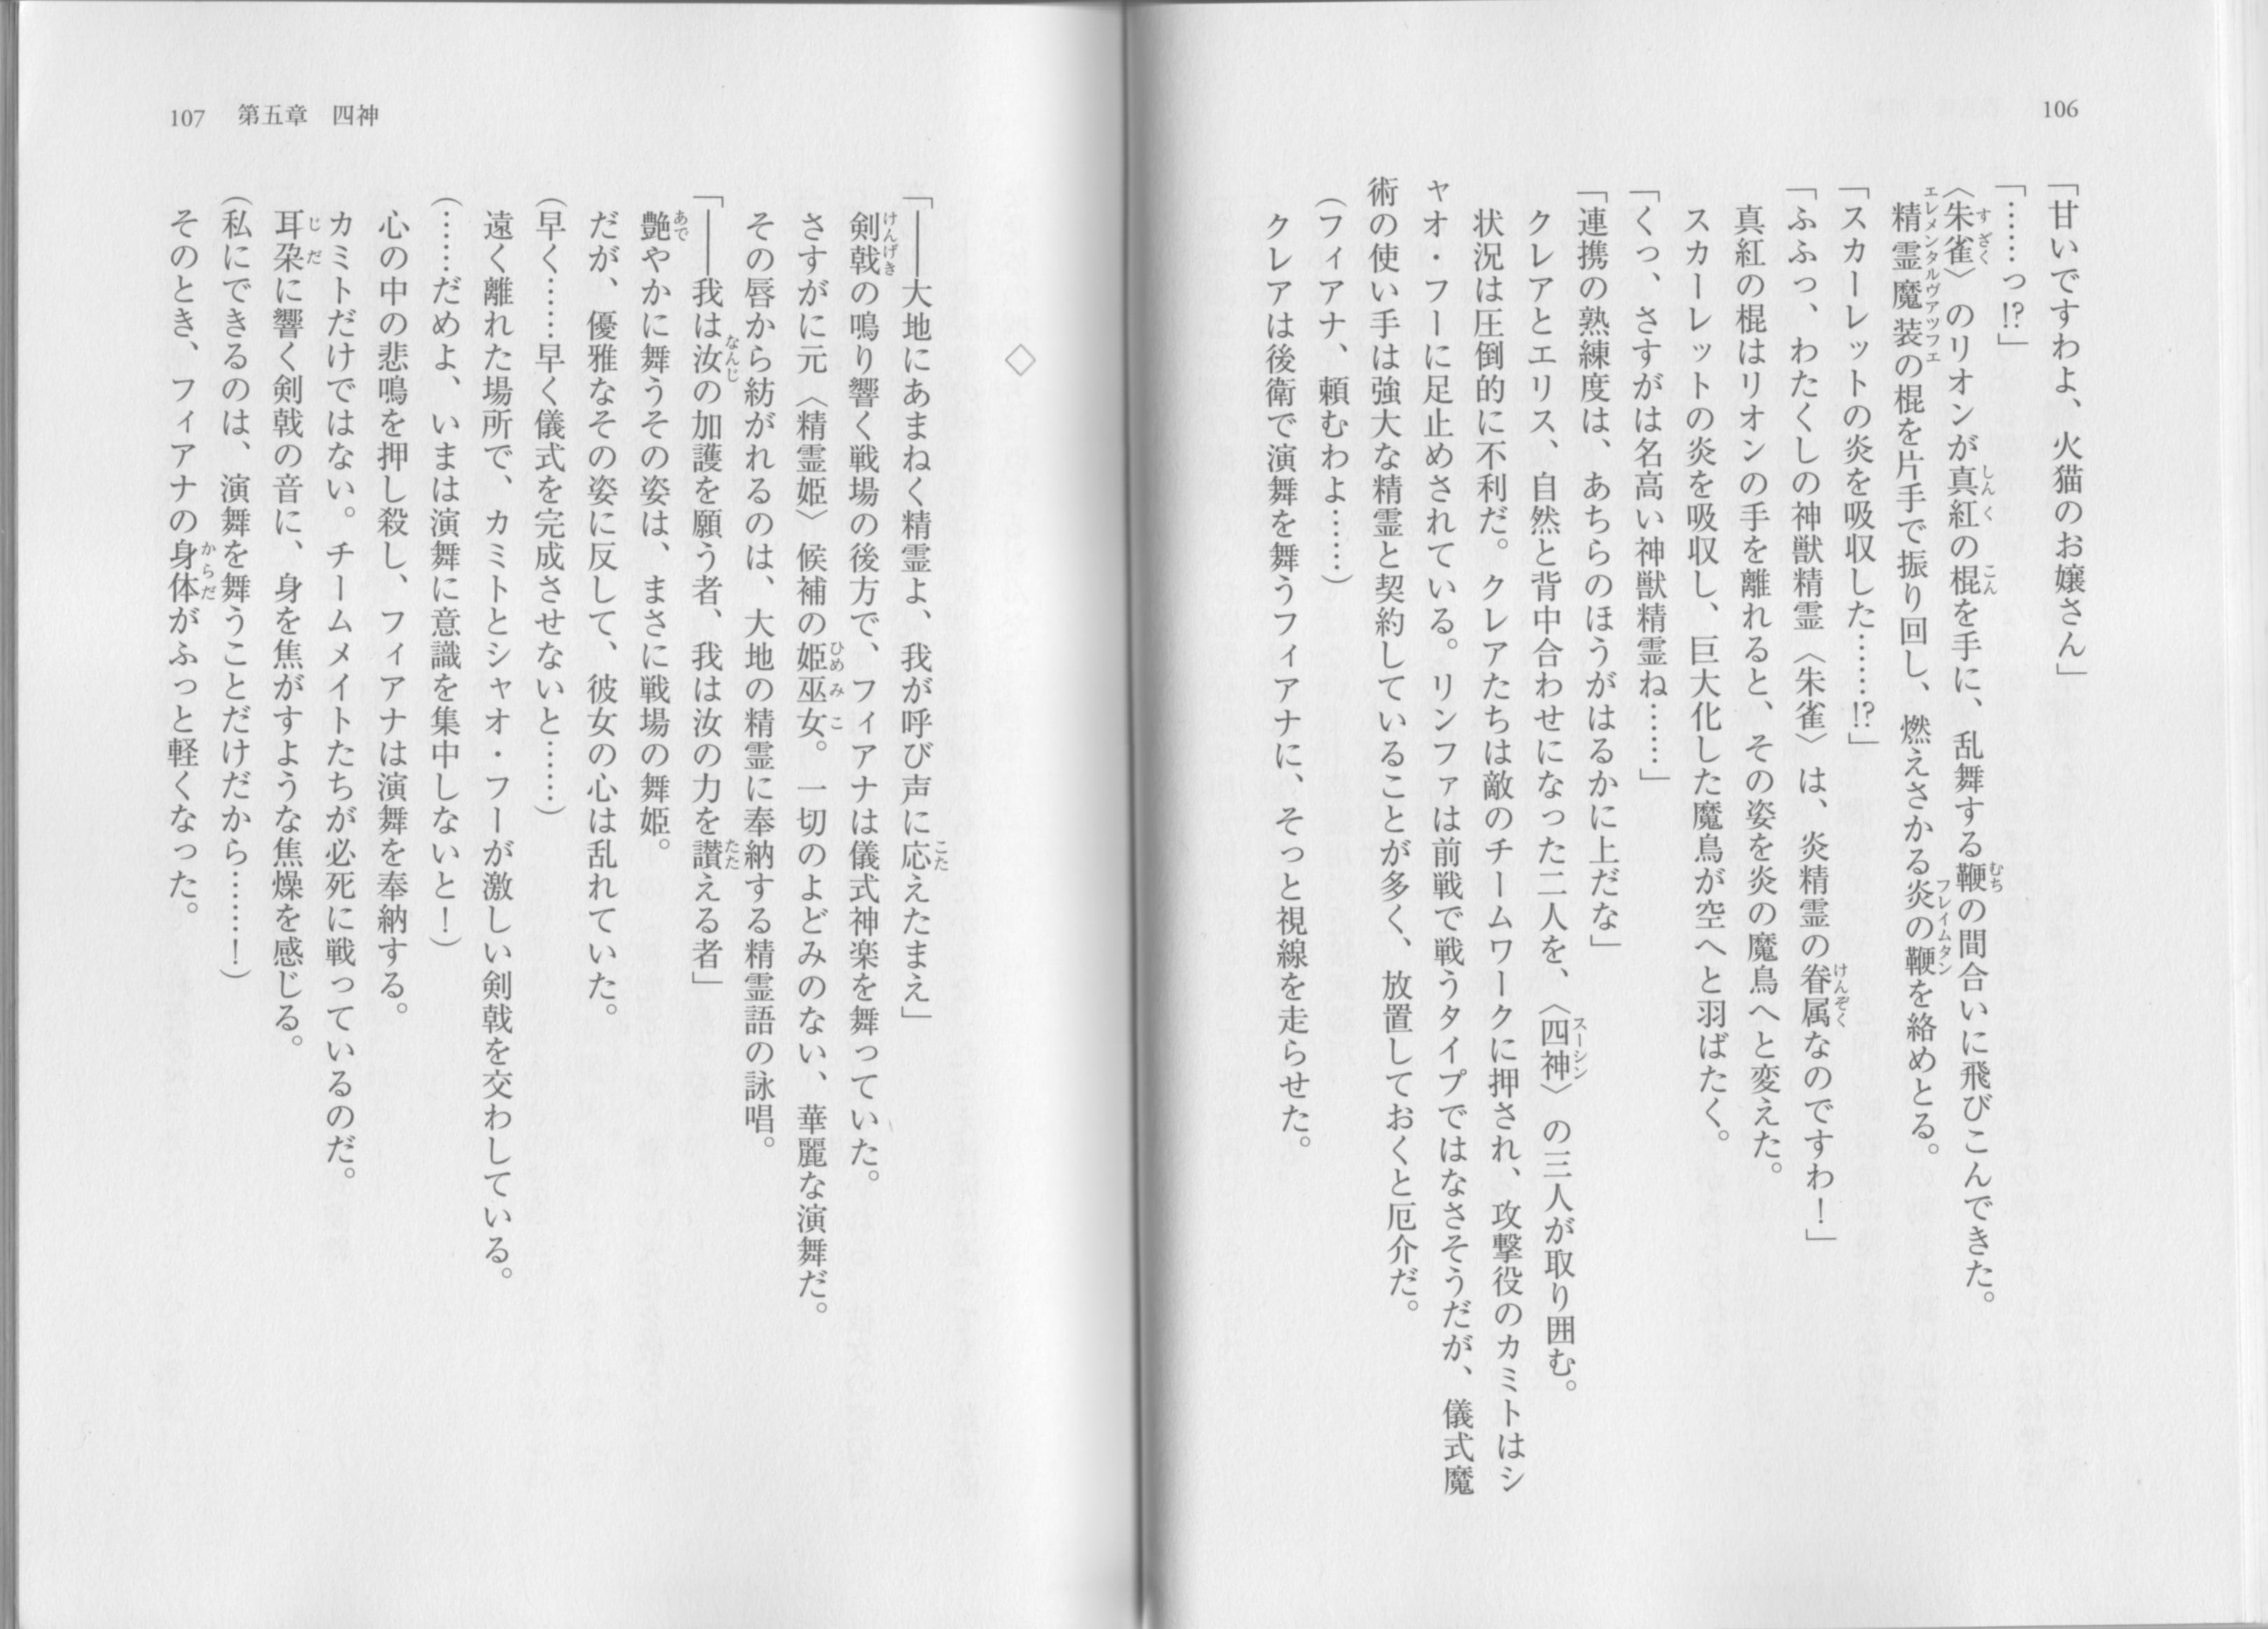 106
「甘いですわよ、火猫のお嬢さん」
「……っ!?」
〈朱雀〉のリオンが真紅の棍を手に、乱舞する鞭の間合いに飛びこんできた。
精霊魔装の棍を片手で振り回し、燃えさかる炎の鞭を絡めとる。
「スカーレットの炎を吸収した……!?」
「ふふっ、わたくしの神獣精霊〈朱雀〉は、炎精霊の眷属なのですわ！」
真紅の棍はリオンの手を離れると、その姿を炎の魔鳥へと変えた。
スカーレットの炎を吸収し、巨大化した魔鳥が空へと羽ばたく。
「くっ、さすがは名高い神獣精霊ね……」
「連携の熟練度は、あちらのほうがはるかに上だな」
クレアとエリス、自然と背中合わせになった二人を、〈四神〉の三人が取り囲む。
状況は圧倒的に不利だ。クレアたちは敵のチームワークに押され、攻撃役のカミトはシ
ャオ・フーに足止めされている。リンファは前戦で戦うタイプではなさそうだが、儀式魔
術の使い手は強大な精霊と契約していることが多く、放置しておくと厄介だ。
（フィアナ、頼むわよ……）
クレアは後衛で演舞を舞うフィアナに、そっと視線を走らせた。
107 第五章 四神
◇
「――大地にあまねく精霊よ、我が呼び声に応えたまえ」
剣戟の鳴り響く戦場の後方で、フィアナは儀式神楽を舞っていた。
さすがに元〈精霊姫〉候補の姫巫女。一切のよどみのない、華麗な演舞だ。
その唇から紡がれるのは、大地の精霊に奉納する精霊語の詠唱。
「――我は汝の加護を願う者、我は汝の力を讃える者」
艶やかに舞うその姿は、まさに戦場の舞姫。
だが、優雅なその姿に反して、彼女の心は乱れていた。
（早く……早く儀式を完成させないと……）
遠く離れた場所で、カミトとシャオ・フーが激しい剣戟を交わしている。
（……だめよ、いまは演舞に意識を集中しないと！）
心の中の悲鳴を押し殺し、フィアナは演舞を奉納する。
カミトだけではない。チームメイトたちが必死に戦っているのだ。
耳朶に響く剣戟の音に、身を焦がすような焦燥を感じる。
（私にできるのは、演舞を舞うことだけだから……！）
そのとき、フィアナの身体がふっと軽くなった。